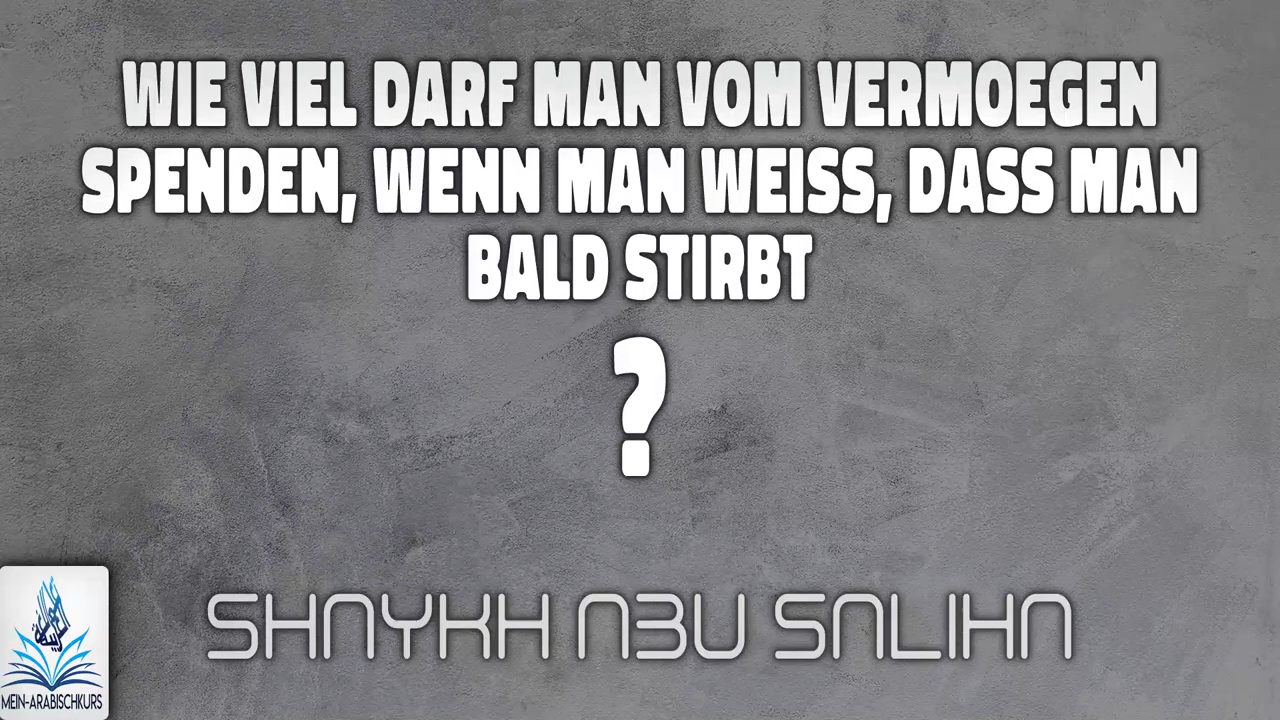 WIE VIEL DARF MAN VOM VERMOEGEN
SPENDEN, WENN MAN WEISS, DASS MAN
BALD STIRBT
?
SHAYKH ABU SALIHA
MEIN-ARABISCHKURS